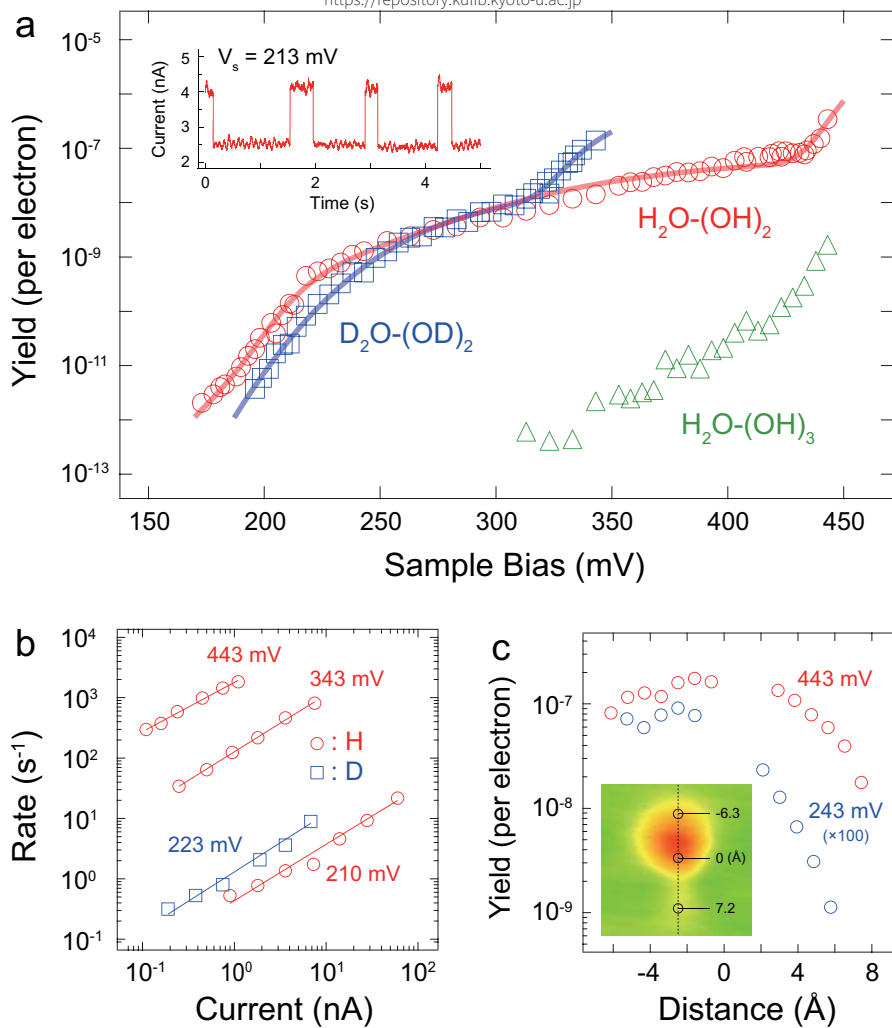 https://repository.kulib.kyoto-u.ac.jp
a
Yield (per electron)
10⁻⁵
10⁻⁷
10⁻⁹
10⁻¹¹
10⁻¹³
Vₛ = 213 mV
Current (nA)
5
4
3
2
0 2 4
Time (s)
H₂O-(OH)₂
D₂O-(OD)₂
H₂O-(OH)₃
150 200 250 300 350 400 450
Sample Bias (mV)
b
Rate (s⁻¹)
10⁴
10³
10²
10¹
10⁰
10⁻¹
443 mV
343 mV
: H
: D
223 mV
210 mV
10⁻¹ 10⁰ 10¹ 10²
Current (nA)
c
Yield (per electron)
10⁻⁷
10⁻⁸
10⁻⁹
443 mV
243 mV
(×100)
-6.3
0 (Å)
7.2
-4 0 4 8
Distance (Å)